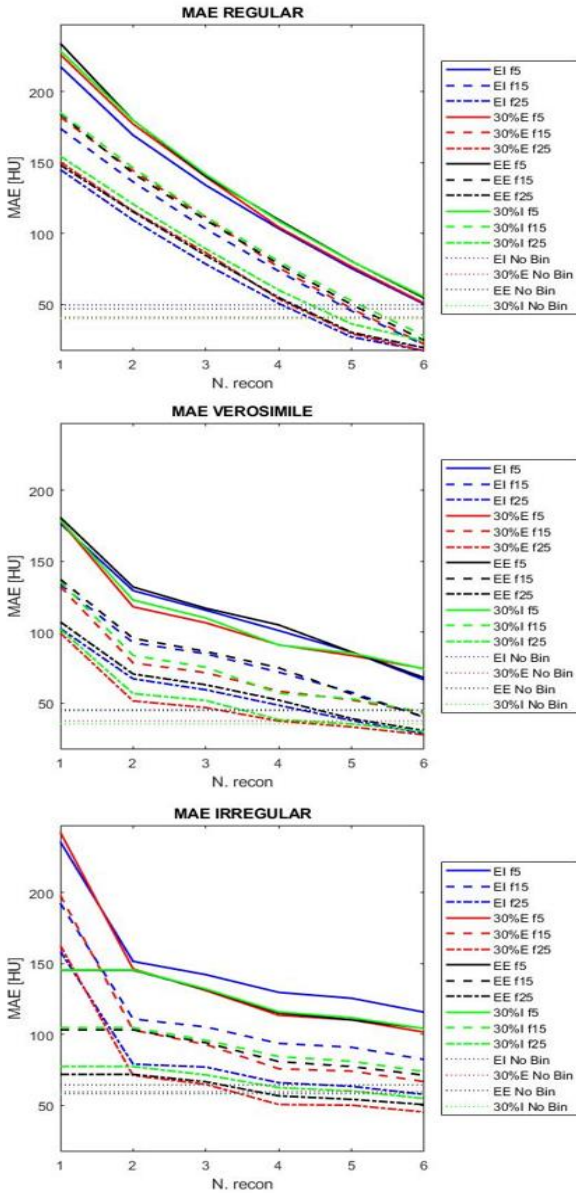 MAE REGULAR
MAE [HU]
200
150
100
50
1 2 3 4 5 6
N. recon
EI f5
EI f15
EI f25
30%E f5
30%E f15
30%E f25
EE f5
EE f15
EE f25
30%I f5
30%I f15
30%I f25
EI No Bin
30%E No Bin
EE No Bin
30%I No Bin
MAE VEROSIMILE
MAE [HU]
200
150
100
50
1 2 3 4 5 6
N. recon
EI f5
EI f15
EI f25
30%E f5
30%E f15
30%E f25
EE f5
EE f15
EE f25
30%I f5
30%I f15
30%I f25
EI No Bin
30%E No Bin
EE No Bin
30%I No Bin
MAE IRREGULAR
MAE [HU]
200
150
100
50
1 2 3 4 5 6
N. recon
EI f5
EI f15
EI f25
30%E f5
30%E f15
30%E f25
EE f5
EE f15
EE f25
30%I f5
30%I f15
30%I f25
EI No Bin
30%E No Bin
EE No Bin
30%I No Bin